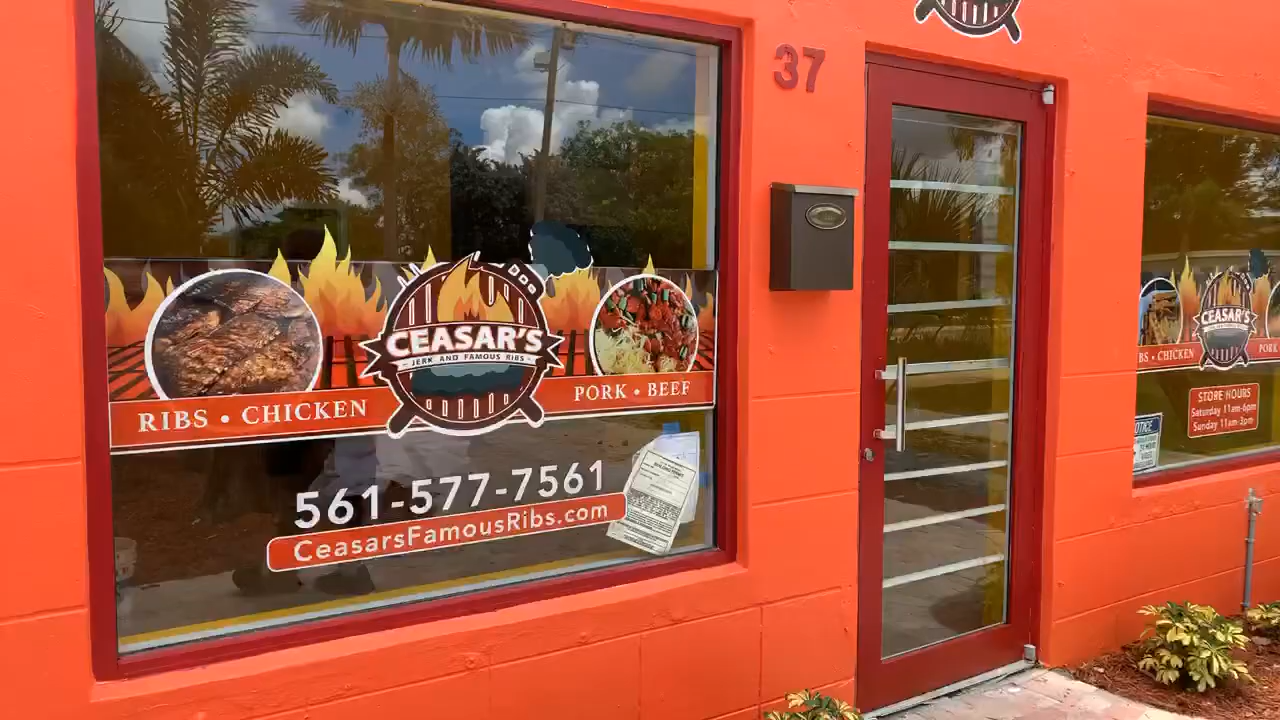 37
CEASAR'S
JERK AND FAMOUS RIBS
RIBS • CHICKEN
PORK • BEEF
561-577-7561
CeasarsFamousRibs.com
CEASAR'S
BS • CHICKEN
PORK
STORE HOURS
Saturday 11am-6pm
Sunday 11am-3pm
NOTICE